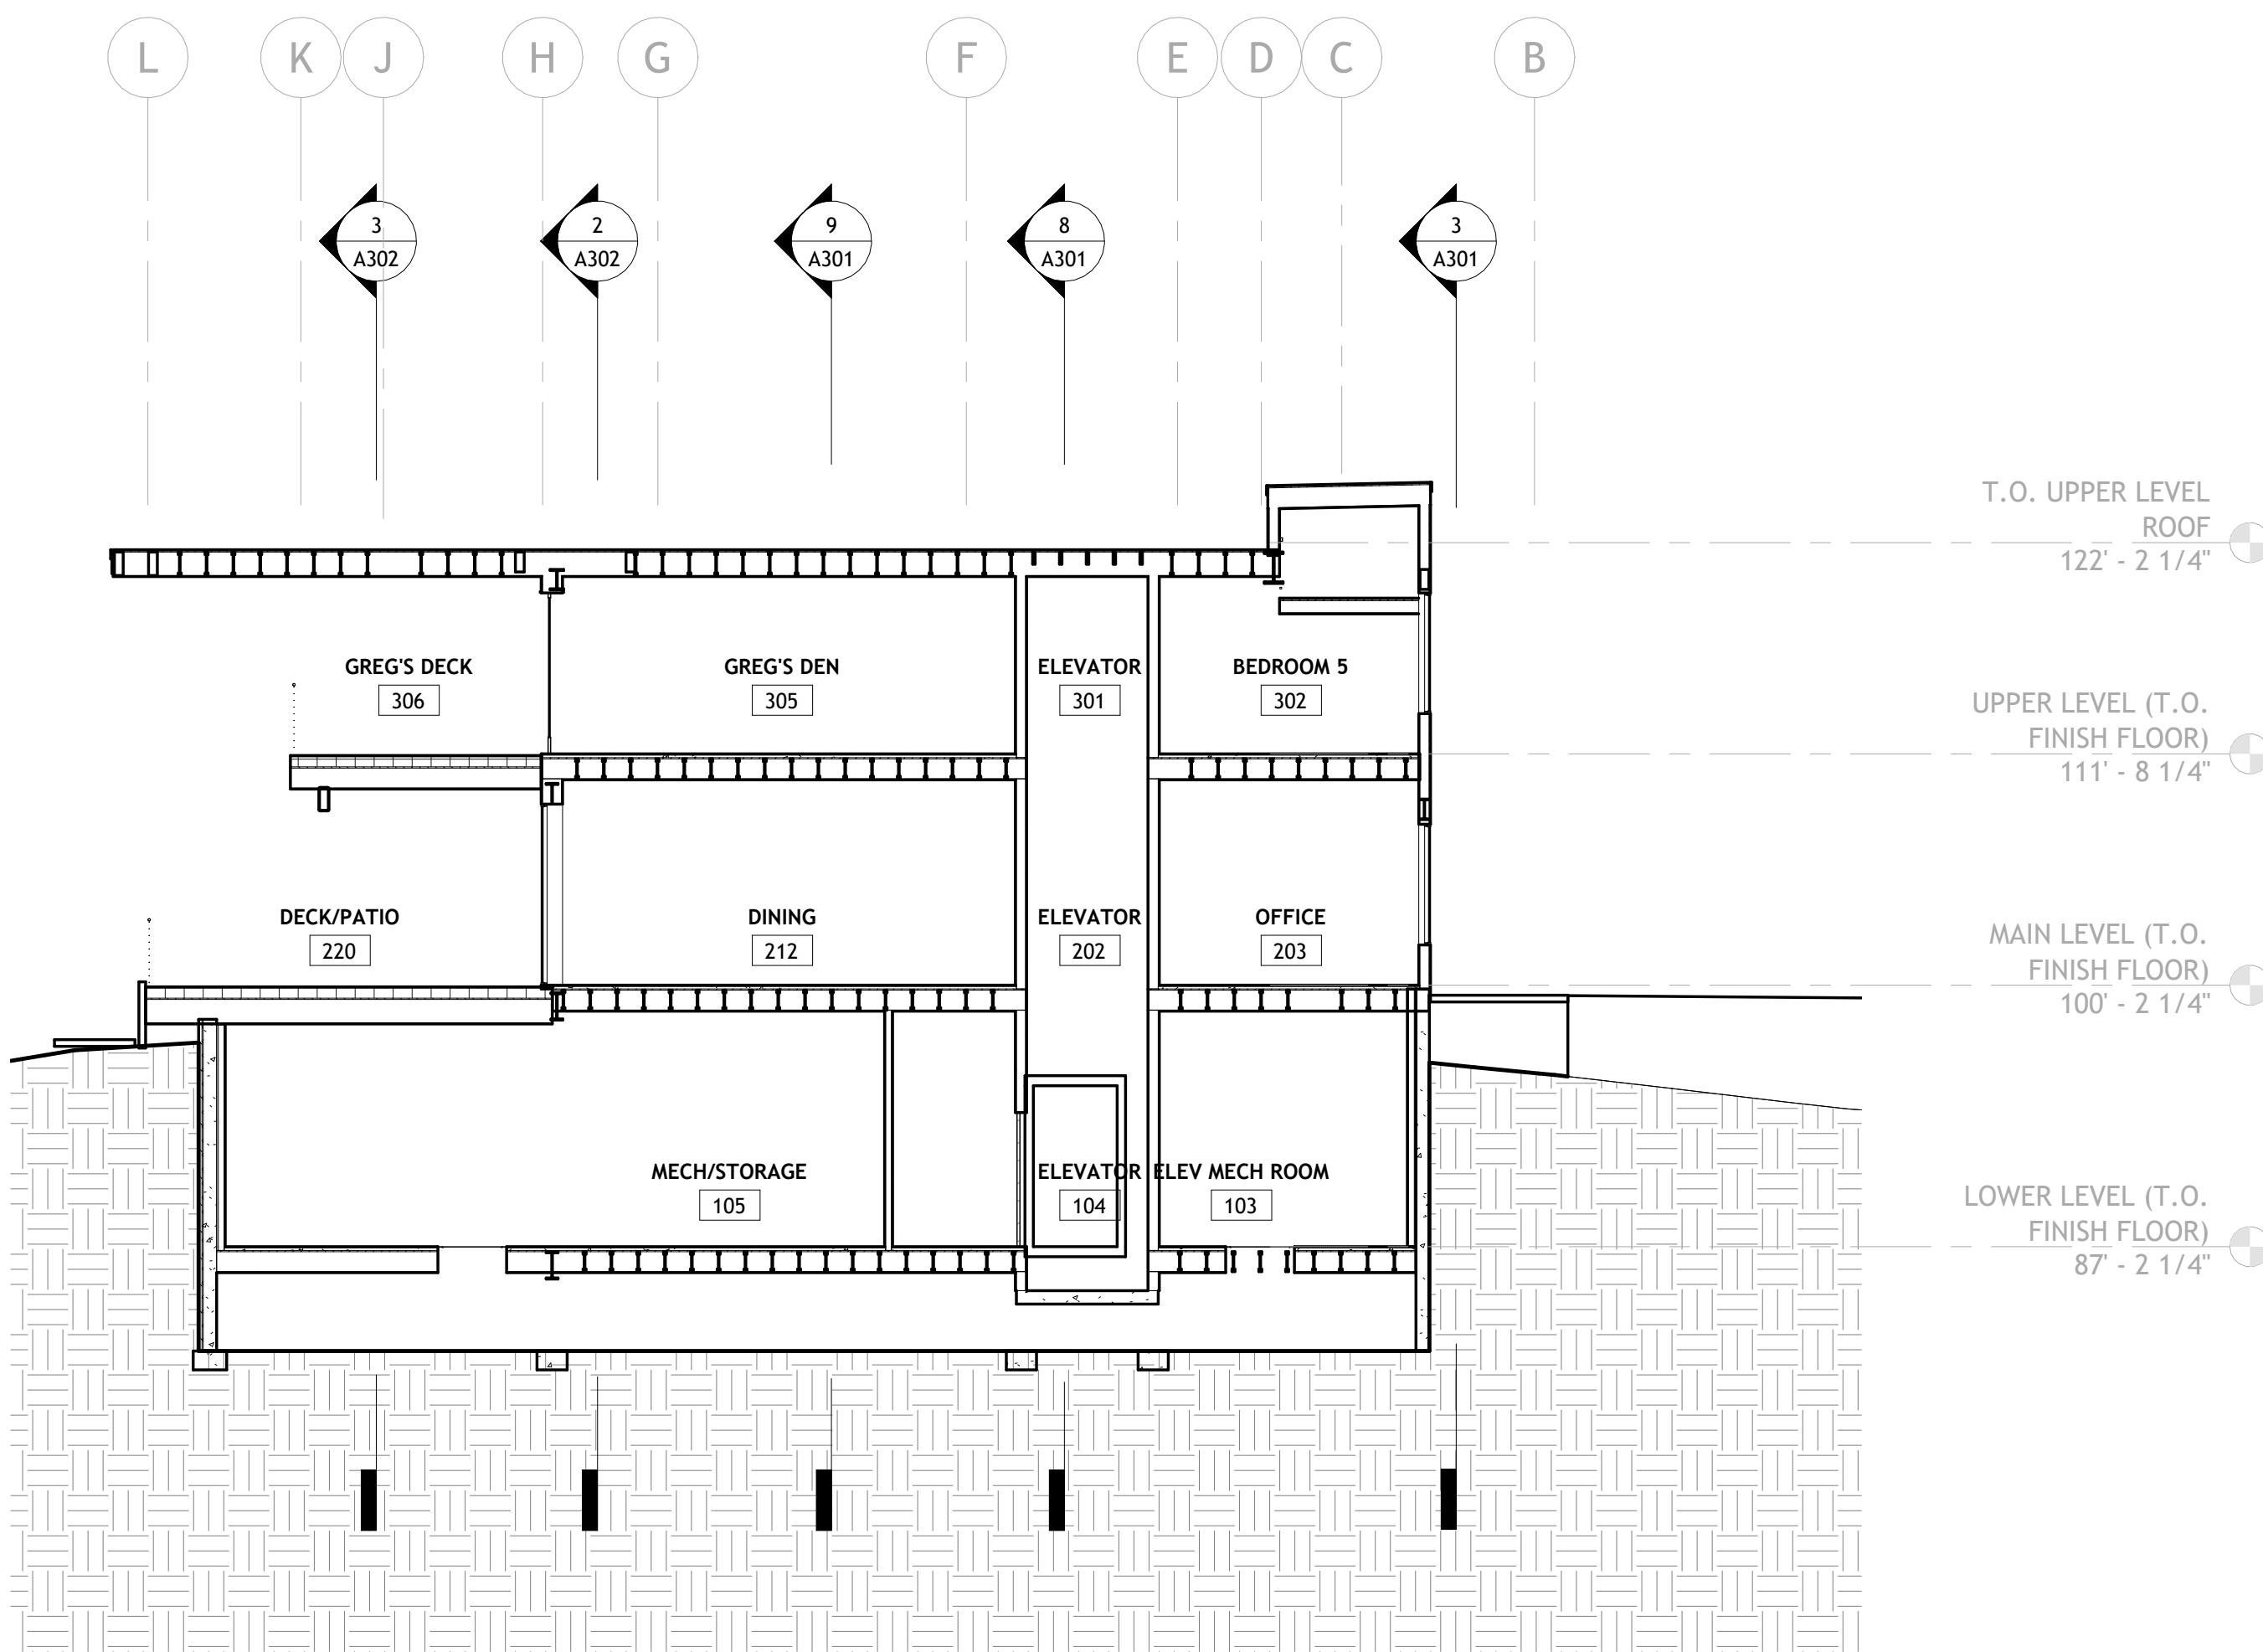 L K J H G F E D C B
3 2 9 8 3
A302 A302 A301 A301 A301
T.O. UPPER LEVEL
ROOF
122' - 2 1/4"
GREG'S DECK GREG'S DEN ELEVATOR BEDROOM 5
306 305 301 302
UPPER LEVEL (T.O.
FINISH FLOOR)
111' - 8 1/4"
DECK/PATIO DINING ELEVATOR OFFICE
220 212 202 203
MAIN LEVEL (T.O.
FINISH FLOOR)
100' - 2 1/4"
MECH/STORAGE ELEVATOR ELEV MECH ROOM
105 104 103
LOWER LEVEL (T.O.
FINISH FLOOR)
87' - 2 1/4"